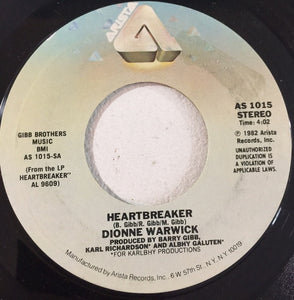 ARISTA
GIBB BROTHERS
MUSIC
BMI
AS 1015-SA
(From the LP
HEARTBREAKER"
AL 9609)
AS 1015
STEREO
Time: 4:02
℗ 1982 Arista
Records, Inc.
UNAUTHORIZED
DUPLICATION IS
A VIOLATION OF
APPLICABLE LAWS.
HEARTBREAKER
(B. Gibb/R. Gibb/M. Gibb)
DIONNE WARWICK
PRODUCED BY BARRY GIBB,
KARL RICHARDSON* AND ALBHY GALUTEN*
*FOR KARLBHY PRODUCTIONS
Manufactured by Arista Records, Inc., 6 W. 57th St., N.Y., N.Y. 10019